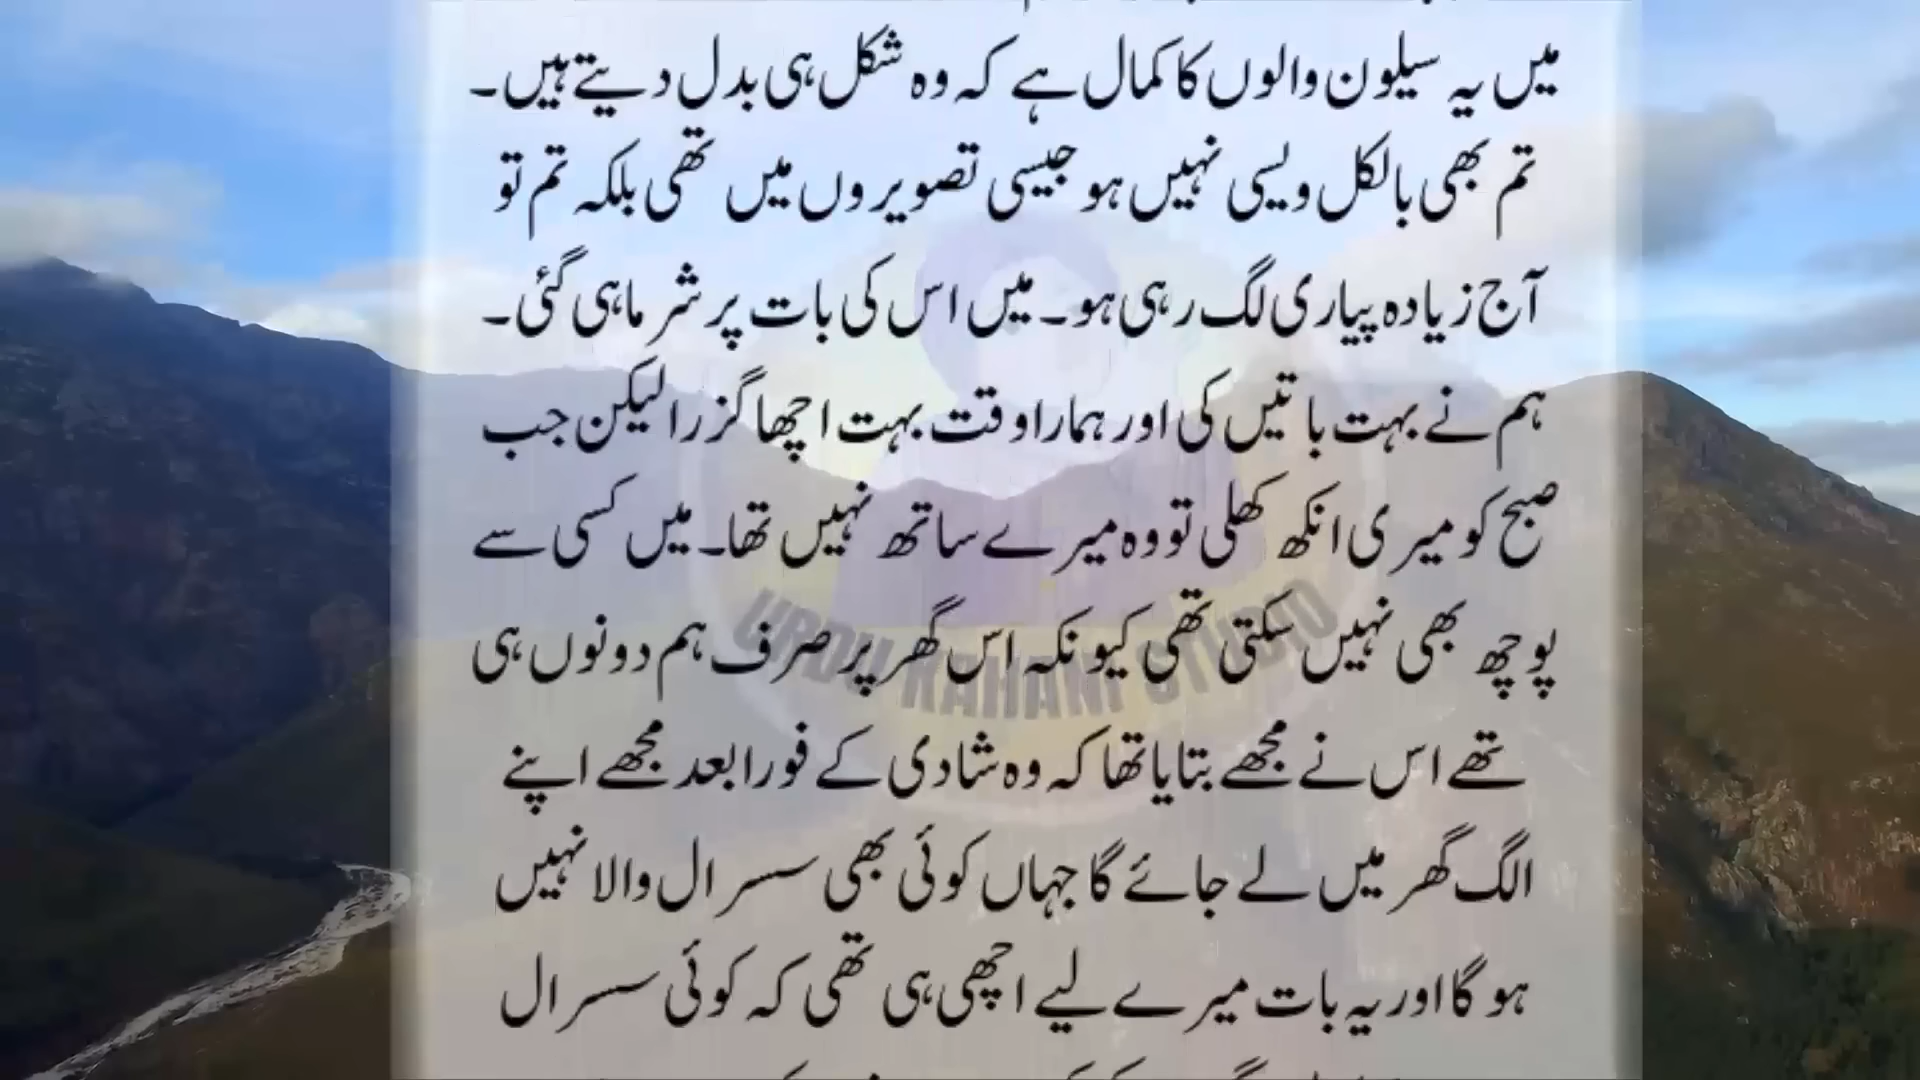 میں یہ سیلون والوں کا کمال ہے کہ وہ شکل ہی بدل دیتے ہیں۔
تم بھی بالکل ویسی نہیں ہو جیسی تصویروں میں تھی بلکہ تم تو
آج زیادہ پیاری لگ رہی ہو۔ میں اس کی بات پر شرما ہی گئی۔
ہم نے بہت باتیں کی اور ہمارا وقت بہت اچھا گزرا لیکن جب
صبح کو میری انکھ کھلی تو وہ میرے ساتھ نہیں تھا۔ میں کسی سے
پوچھ بھی نہیں سکتی تھی کیونکہ اس گھر پر صرف ہم دونوں ہی
تھے اس نے مجھے بتایا تھا کہ وہ شادی کے فورا بعد مجھے اپنے
الگ گھر میں لے جائے گا جہاں کوئی بھی سسرال والا نہیں
ہو گا اور یہ بات میرے لیے اچھی ہی تھی کہ کوئی سسرال
URDU KAHANI STUDIO